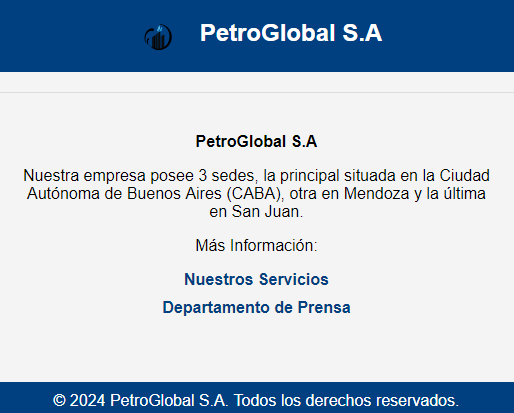 PetroGlobal S.A
PetroGlobal S.A
Nuestra empresa posee 3 sedes, la principal situada en la Ciudad
Autónoma de Buenos Aires (CABA), otra en Mendoza y la última
en San Juan.
Más Información:
Nuestros Servicios
Departamento de Prensa
© 2024 PetroGlobal S.A. Todos los derechos reservados.